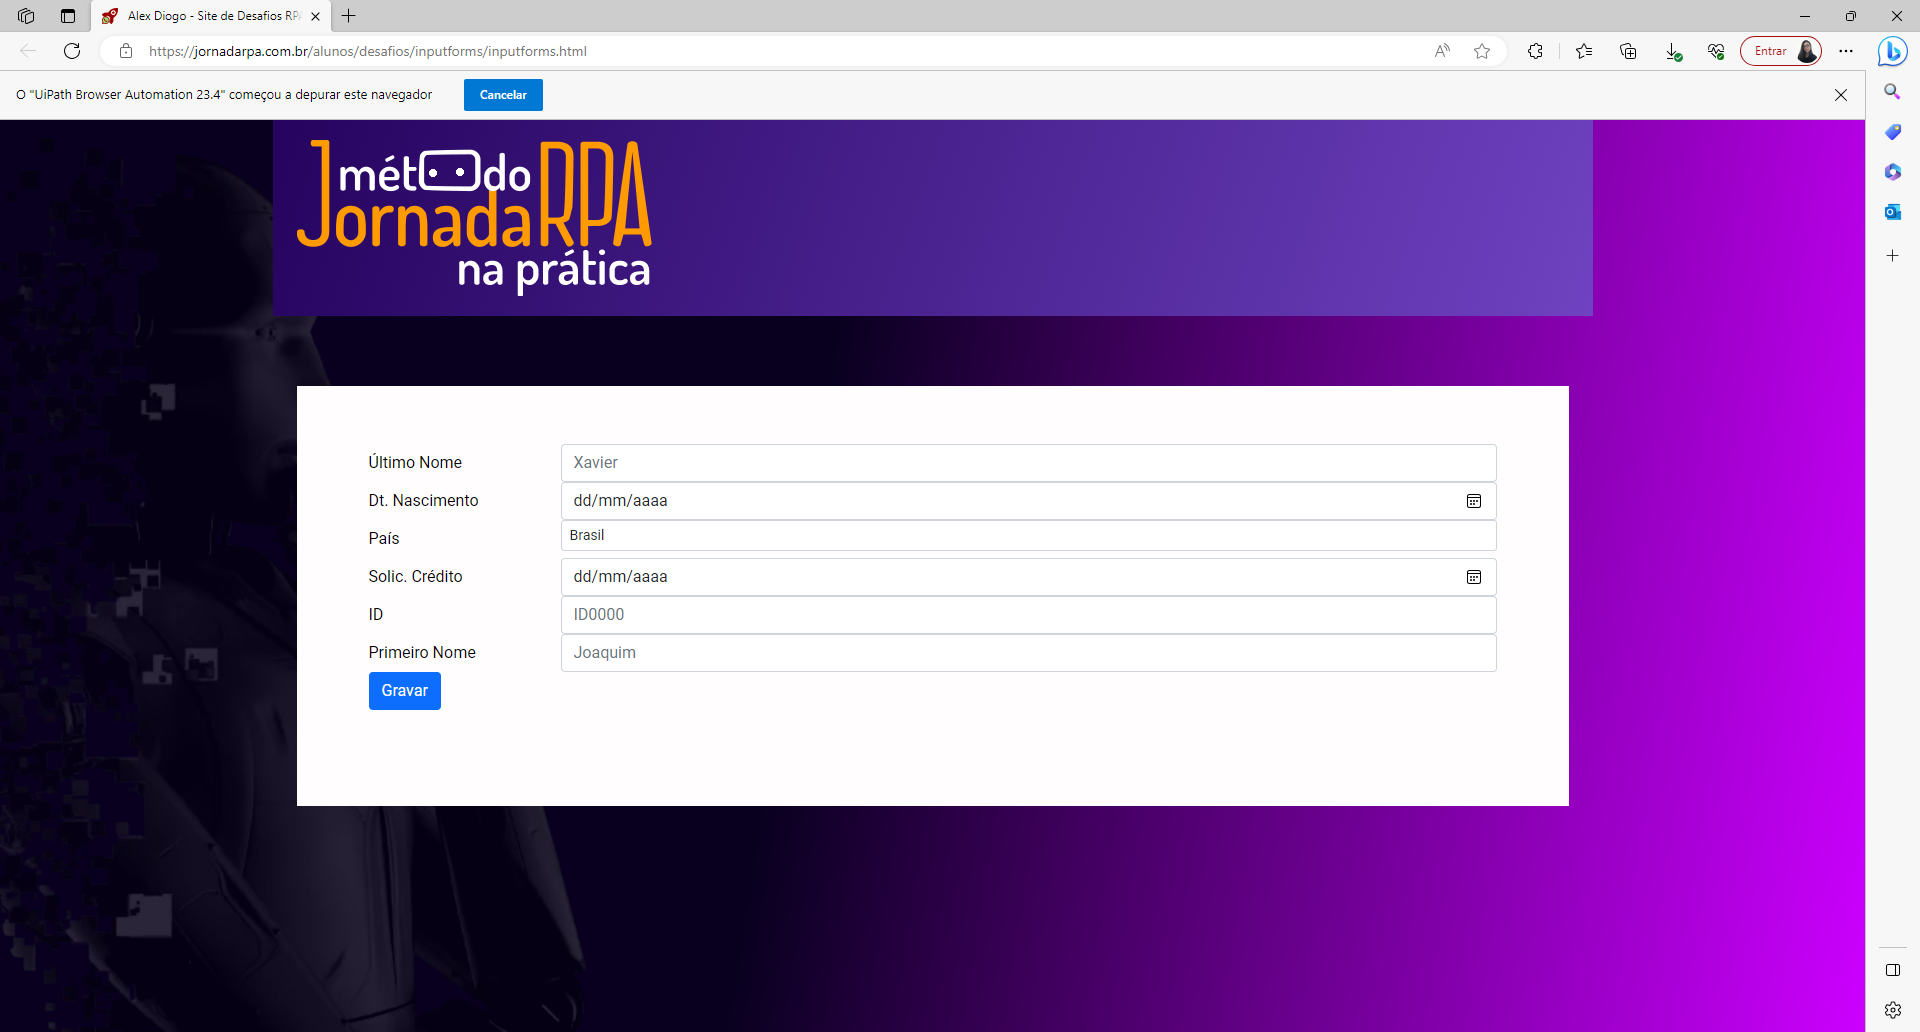 Alex Diogo - Site de Desafios RP
https://jornadarpa.com.br/alunos/desafios/inputforms/inputforms.html
Entrar
O "UiPath Browser Automation 23.4" começou a depurar este navegador
Cancelar
método
JornadaRPA
na prática
Último Nome
Xavier
Dt. Nascimento
dd/mm/aaaa
País
Brasil
Solic. Crédito
dd/mm/aaaa
ID
ID0000
Primeiro Nome
Joaquim
Gravar